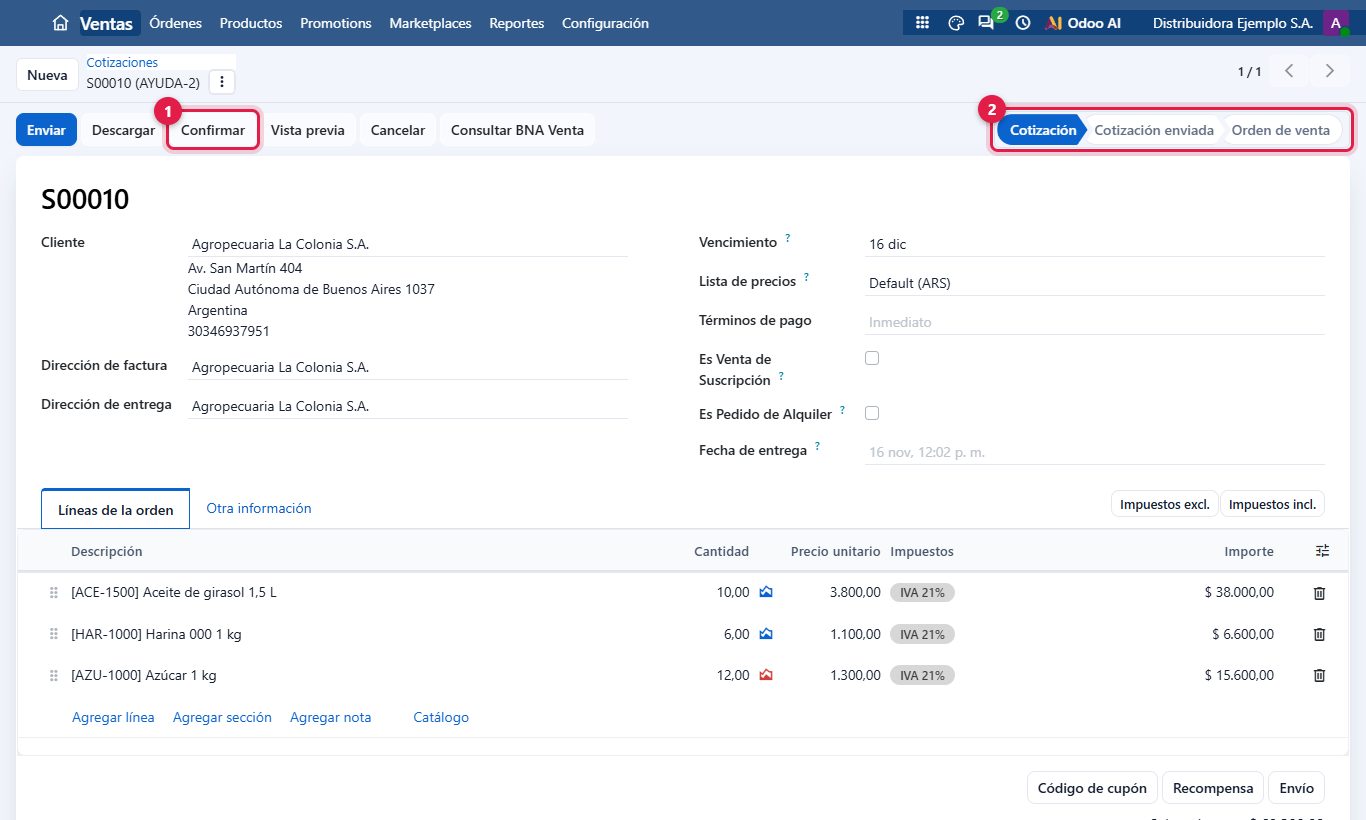 Ventas Órdenes Productos Promotions Marketplaces Reportes Configuración 2 Odoo AI Distribuidora Ejemplo S.A. A
Nueva
Cotizaciones
S00010 (AYUDA-2)
1 / 1
1
2
Enviar Descargar Confirmar Vista previa Cancelar Consultar BNA Venta
Cotización Cotización enviada Orden de venta
S00010
Cliente Agropecuaria La Colonia S.A.
Av. San Martín 404
Ciudad Autónoma de Buenos Aires 1037
Argentina
30346937951
Dirección de factura Agropecuaria La Colonia S.A.
Dirección de entrega Agropecuaria La Colonia S.A.
Vencimiento ? 16 dic
Lista de precios ? Default (ARS)
Términos de pago Inmediato
Es Venta de
Suscripción ?
Es Pedido de Alquiler ?
Fecha de entrega ? 16 nov, 12:02 p. m.
Líneas de la orden Otra información Impuestos excl. Impuestos incl.
Descripción Cantidad Precio unitario Impuestos Importe
[ACE-1500] Aceite de girasol 1,5 L 10,00 3.800,00 IVA 21% $ 38.000,00
[HAR-1000] Harina 000 1 kg 6,00 1.100,00 IVA 21% $ 6.600,00
[AZU-1000] Azúcar 1 kg 12,00 1.300,00 IVA 21% $ 15.600,00
Agregar línea Agregar sección Agregar nota Catálogo
Código de cupón Recompensa Envío